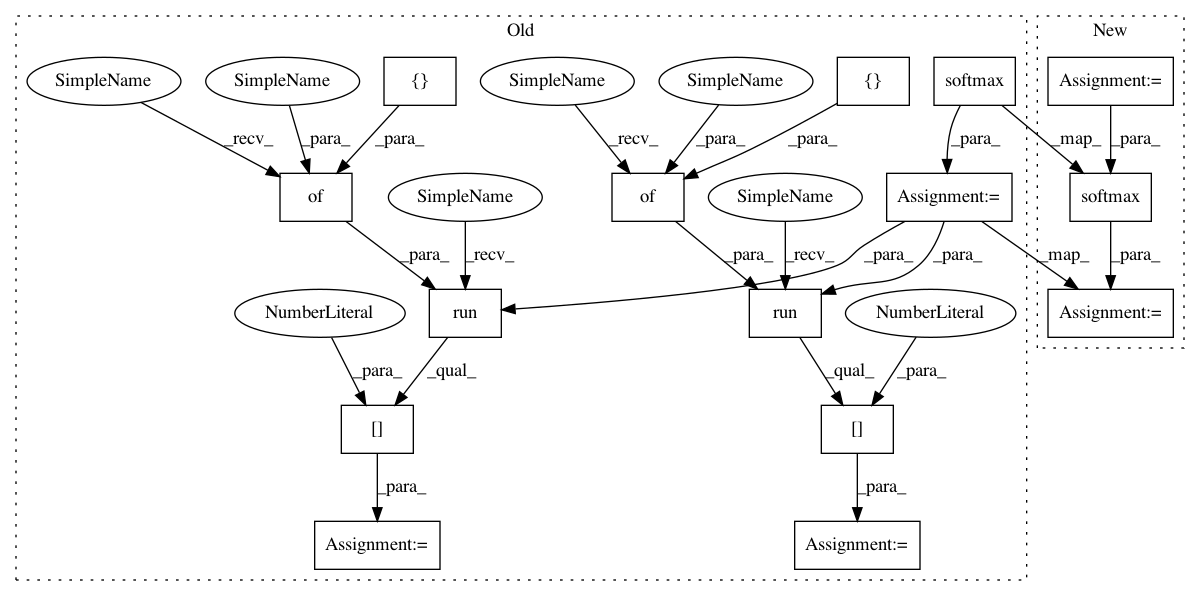 Old
New
SimpleName
SimpleName
{}
SimpleName
SimpleName
{}
softmax
Assignment:=
_recv_
_para_
_para_
_recv_
_para_
_para_
_para_
_map_
_para_
of
SimpleName
of
SimpleName
Assignment:=
softmax
_para_
_recv_
_para_
_recv_
_para_
_para_
_map_
_para_
NumberLiteral
run
run
NumberLiteral
Assignment:=
_para_
_qual_
_qual_
_para_
[]
[]
_para_
_para_
Assignment:=
Assignment:=